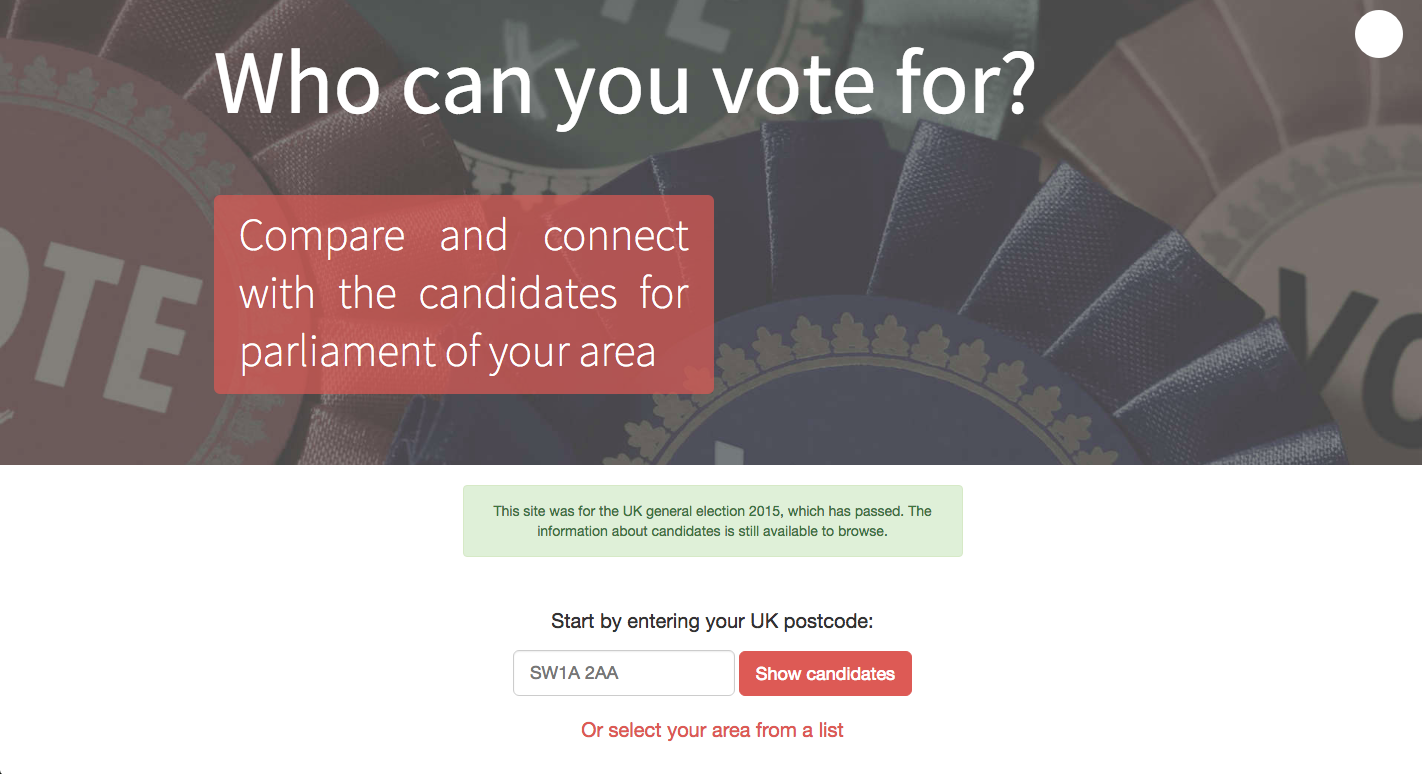 Who can you vote for?
X
OTE
YO
Compare and connect
with the candidates for
parliament of your area
This site was for the UK general election 2015, which has passed. The
information about candidates is still available to browse.
Start by entering your UK postcode:
SW1A 2AA Show candidates
Or select your area from a list